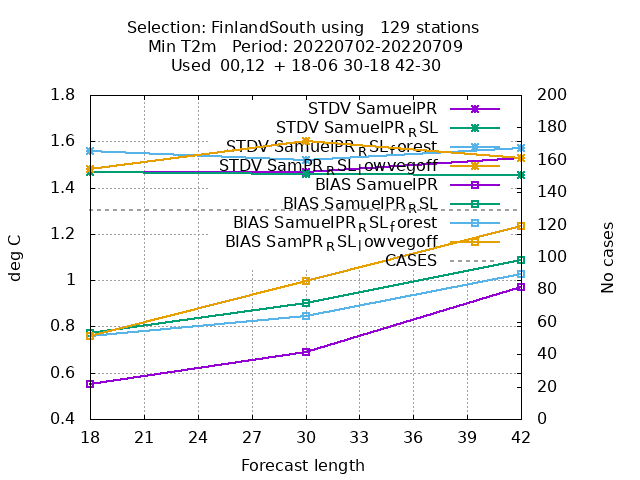 Selection: FinlandSouth using   129 stations
Min T2m   Period: 20220702-20220709
Used  00,12  + 18-06 30-18 42-30
STDV SamuelPR
STDV SamuelPR_RSL
STDV SamuelPR_RSL_forest
STDV SamPR_RSL_lowvegoff
BIAS SamuelPR
BIAS SamuelPR_RSL
BIAS SamuelPR_RSL_forest
BIAS SamPR_RSL_lowvegoff
CASES
1.8
1.6
1.4
1.2
1
0.8
0.6
0.4
deg C
200
180
160
140
120
100
80
60
40
20
0
No cases
18 21 24 27 30 33 36 39 42
Forecast length